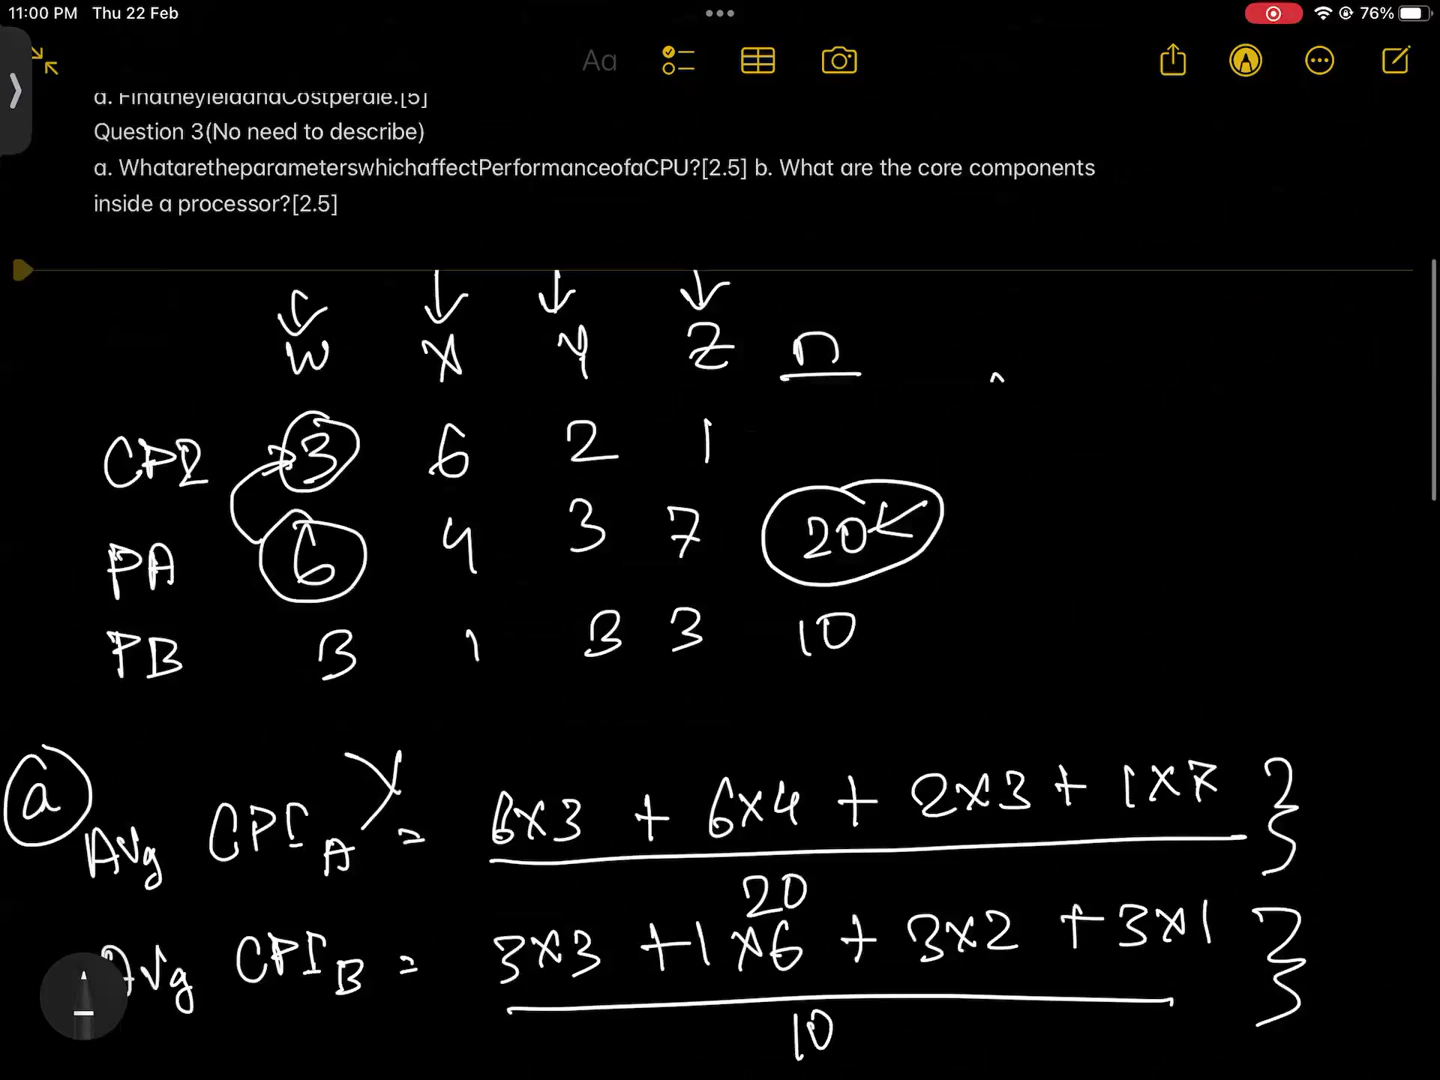 11:00 PM Thu 22 Feb 76%
Aa
d. FindtheyieldandCostperdie.[5]
Question 3(No need to describe)
a. WhataretheparameterswhichaffectPerformanceofaCPU?[2.5] b. What are the core components
inside a processor?[2.5]
W X Y Z n
CPI 3 6 2 1
PA 6 4 3 7 20
PB 3 1 3 3 10
a
Avg CPI A = 6x3 + 6x4 + 2x3 + 1x7
20
Avg CPI B = 3x3 + 1x6 + 3x2 + 3x1
10